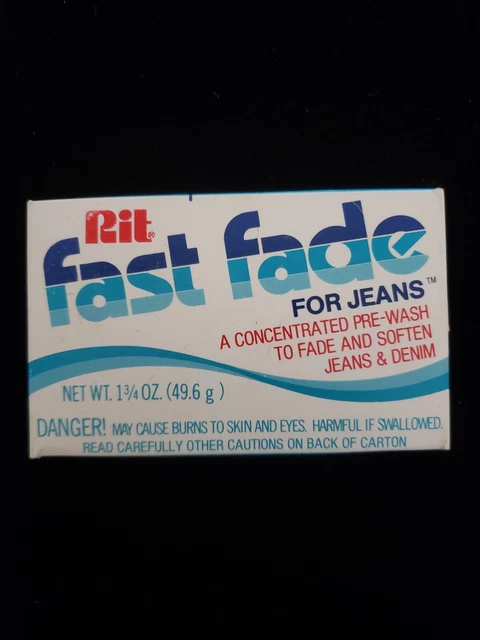 Rit®
fast fade
FOR JEANS™
A CONCENTRATED PRE-WASH
TO FADE AND SOFTEN
JEANS & DENIM
NET WT. 1 3/4 OZ. (49.6 g)
DANGER! MAY CAUSE BURNS TO SKIN AND EYES. HARMFUL IF SWALLOWED.
READ CAREFULLY OTHER CAUTIONS ON BACK OF CARTON